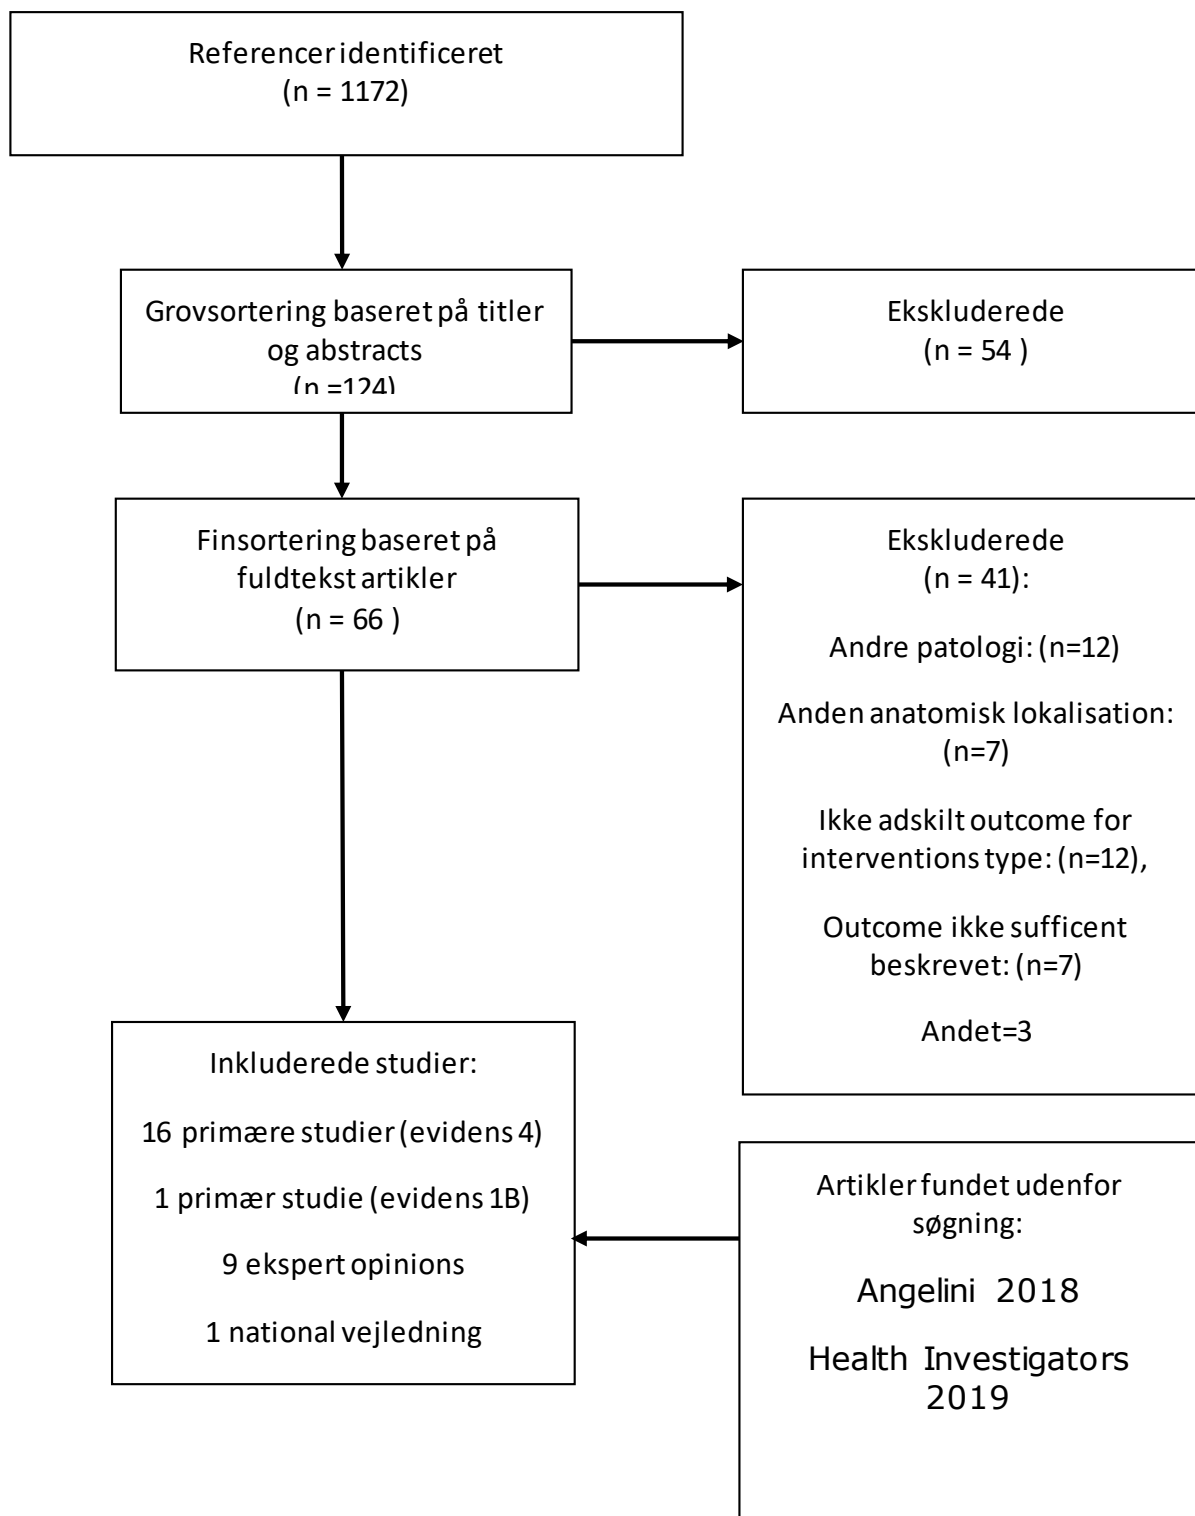 Referencer identificeret
(n = 1172)
Grovsortering baseret på titler
og abstracts
(n =124)
Ekskluderede
(n = 54 )
Finsortering baseret på
fuldtekst artikler
(n = 66 )
Ekskluderede
(n = 41):
Andre patologi: (n=12)
Anden anatomisk lokalisation:
(n=7)
Ikke adskilt outcome for
interventions type: (n=12),
Outcome ikke sufficent
beskrevet: (n=7)
Andet=3
Inkluderede studier:
16 primære studier (evidens 4)
1 primær studie (evidens 1B)
9 ekspert opinions
1 national vejledning
Artikler fundet udenfor
søgning:
Angelini 2018
Health Investigators
2019